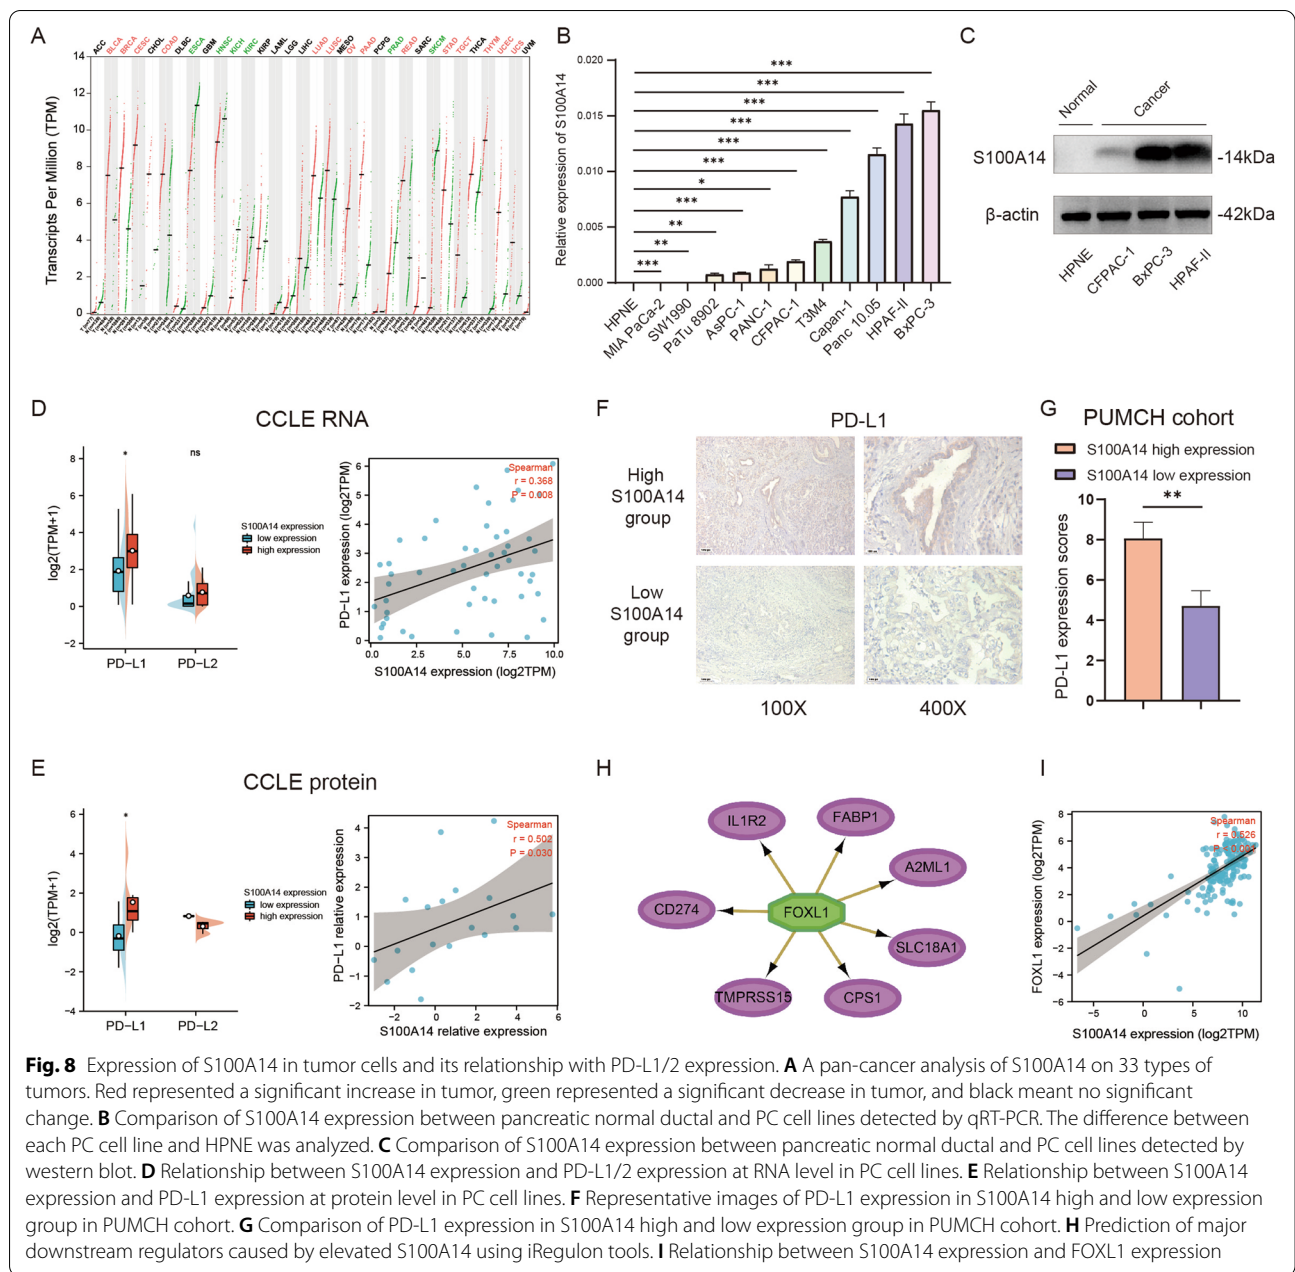 A
ACC BLCA BRCA CESC CHOL COAD DLBC ESCA GBM HNSC KICH KIRC KIRP LAML LGG LIHC LUAD LUSC MESO OV PAAD PCPG PRAD READ SARC SKCM STAD TGCT THCA THYM UCEC UCS UVM
Transcripts Per Million (TPM)
14
12
10
8
6
4
2
0
B
Relative expression of S100A14
0.020
0.015
0.010
0.005
0.000
***
***
***
***
***
***
*
***
**
**
***
HPNE
MIA PaCa-2
SW1990
PaTu 8902
AsPC-1
PANC-1
CFPAC-1
T3M4
Capan-1
Panc 10.05
HPAF-II
BxPC-3
C
Normal
Cancer
S100A14
-14kDa
β-actin
-42kDa
HPNE
CFPAC-1
BxPC-3
HPAF-II
D
CCLE RNA
log2(TPM+1)
8
6
4
2
0
−2
*
ns
PD−L1
PD−L2
S100A14 expression
low expression
high expression
PD−L1 expression (log2TPM)
6
5
4
3
2
1
0
Spearman
r = 0.368
P = 0.008
0.0 2.5 5.0 7.5 10.0
S100A14 expression (log2TPM)
F
PD-L1
High
S100A14
group
Low
S100A14
group
100X
400X
G
PUMCH cohort
S100A14 high expression
S100A14 low expression
PD-L1 expression scores
10
8
6
4
2
0
**
E
CCLE protein
log2(TPM+1)
6
4
2
0
−2
−4
*
PD−L1
PD−L2
S100A14 expression
low expression
high expression
PD−L1 relative expression
4
3
2
1
0
−1
−2
Spearman
r = 0.502
P = 0.030
−2 0 2 4 6
S100A14 relative expression
H
IL1R2
FABP1
A2ML1
CD274
FOXL1
SLC18A1
TMPRSS15
CPS1
I
FOXL1 expression (log2TPM)
8
6
4
2
0
−2
−4
−6
Spearman
r = 0.626
−5 0 5 10
S100A14 expression (log2TPM)
Fig. 8 Expression of S100A14 in tumor cells and its relationship with PD-L1/2 expression. A A pan-cancer analysis of S100A14 on 33 types of
tumors. Red represented a significant increase in tumor, green represented a significant decrease in tumor, and black meant no significant
change. B Comparison of S100A14 expression between pancreatic normal ductal and PC cell lines detected by qRT-PCR. The difference between
each PC cell line and HPNE was analyzed. C Comparison of S100A14 expression between pancreatic normal ductal and PC cell lines detected by
western blot. D Relationship between S100A14 expression and PD-L1/2 expression at RNA level in PC cell lines. E Relationship between S100A14
expression and PD-L1 expression at protein level in PC cell lines. F Representative images of PD-L1 expression in S100A14 high and low expression
group in PUMCH cohort. G Comparison of PD-L1 expression in S100A14 high and low expression group in PUMCH cohort. H Prediction of major
downstream regulators caused by elevated S100A14 using iRegulon tools. I Relationship between S100A14 expression and FOXL1 expression